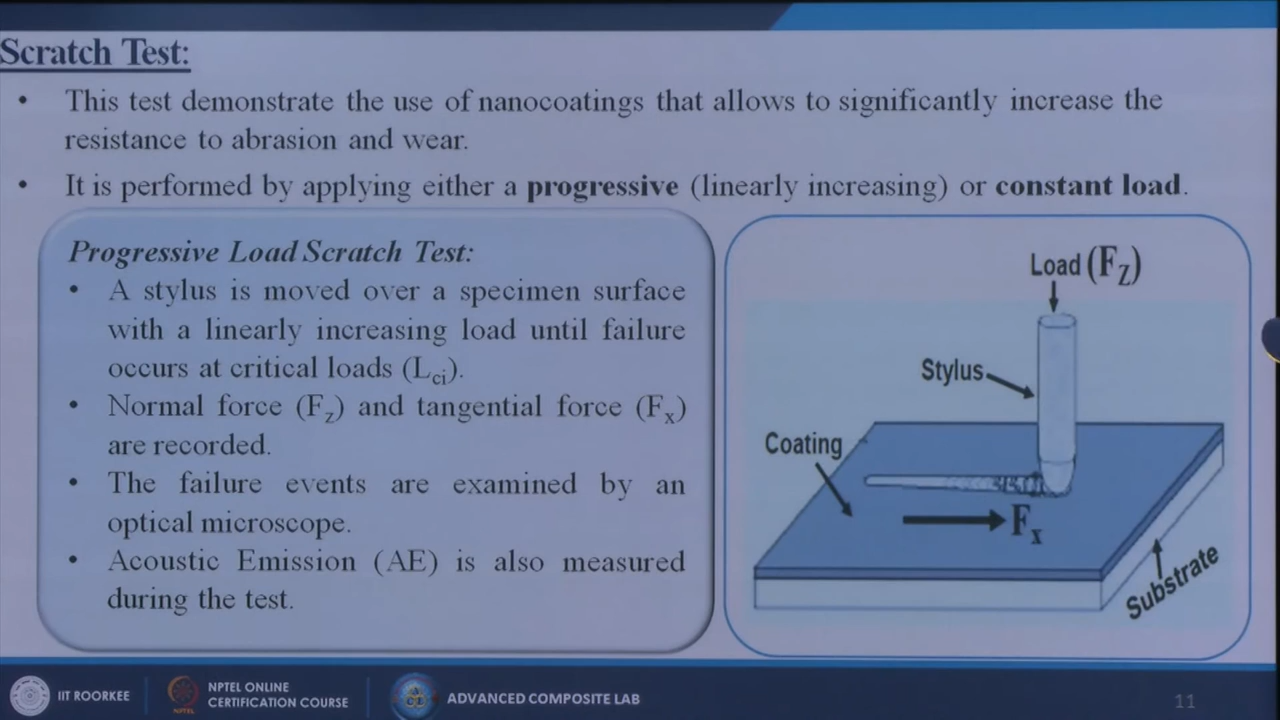 Scratch Test:
• This test demonstrate the use of nanocoatings that allows to significantly increase the
resistance to abrasion and wear.
• It is performed by applying either a progressive (linearly increasing) or constant load.
Progressive Load Scratch Test:
• A stylus is moved over a specimen surface
with a linearly increasing load until failure
occurs at critical loads (Lci).
• Normal force (Fz) and tangential force (Fx)
are recorded.
• The failure events are examined by an
optical microscope.
• Acoustic Emission (AE) is also measured
during the test.
Load (FZ)
Stylus
Coating
Fx
Substrate
IIT ROORKEE
NPTEL
NPTEL ONLINE
CERTIFICATION COURSE
ADVANCED COMPOSITE LAB
11